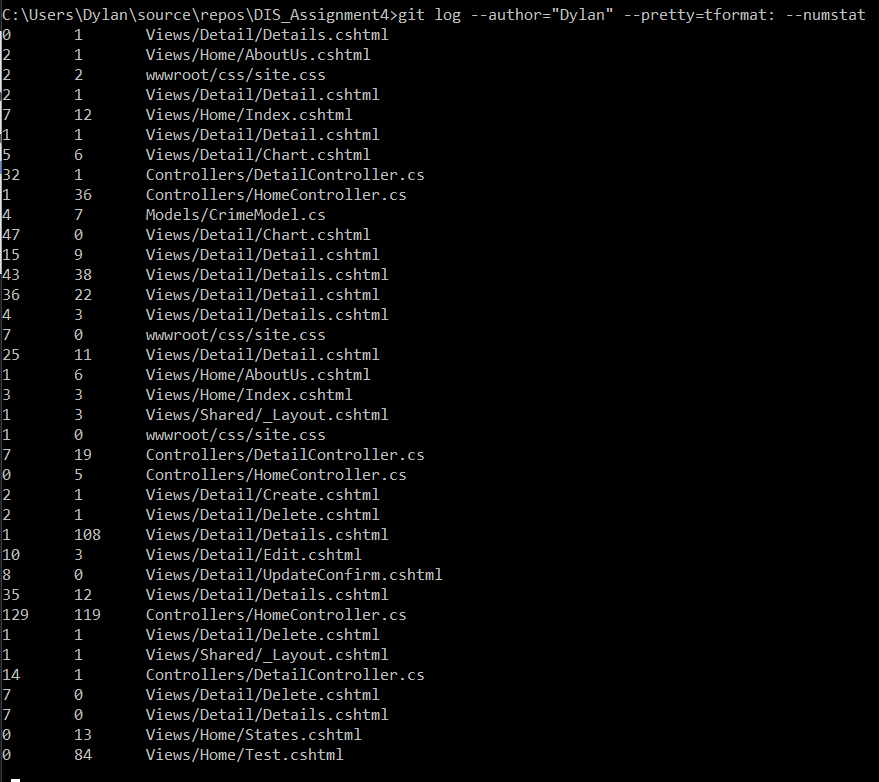 C:\Users\Dylan\source\repos\DIS_Assignment4>git log --author="Dylan" --pretty=tformat: --numstat
0 1 Views/Detail/Details.cshtml
2 1 Views/Home/AboutUs.cshtml
2 2 wwwroot/css/site.css
2 1 Views/Detail/Detail.cshtml
7 12 Views/Home/Index.cshtml
1 1 Views/Detail/Detail.cshtml
5 6 Views/Detail/Chart.cshtml
32 1 Controllers/DetailController.cs
1 36 Controllers/HomeController.cs
4 7 Models/CrimeModel.cs
47 0 Views/Detail/Chart.cshtml
15 9 Views/Detail/Detail.cshtml
43 38 Views/Detail/Details.cshtml
36 22 Views/Detail/Detail.cshtml
4 3 Views/Detail/Details.cshtml
7 0 wwwroot/css/site.css
25 11 Views/Detail/Detail.cshtml
1 6 Views/Home/AboutUs.cshtml
3 3 Views/Home/Index.cshtml
1 3 Views/Shared/_Layout.cshtml
1 0 wwwroot/css/site.css
7 19 Controllers/DetailController.cs
0 5 Controllers/HomeController.cs
2 1 Views/Detail/Create.cshtml
2 1 Views/Detail/Delete.cshtml
1 108 Views/Detail/Details.cshtml
10 3 Views/Detail/Edit.cshtml
8 0 Views/Detail/UpdateConfirm.cshtml
35 12 Views/Detail/Details.cshtml
129 119 Controllers/HomeController.cs
1 1 Views/Detail/Delete.cshtml
1 1 Views/Shared/_Layout.cshtml
14 1 Controllers/DetailController.cs
7 0 Views/Detail/Delete.cshtml
7 0 Views/Detail/Details.cshtml
0 13 Views/Home/States.cshtml
0 84 Views/Home/Test.cshtml